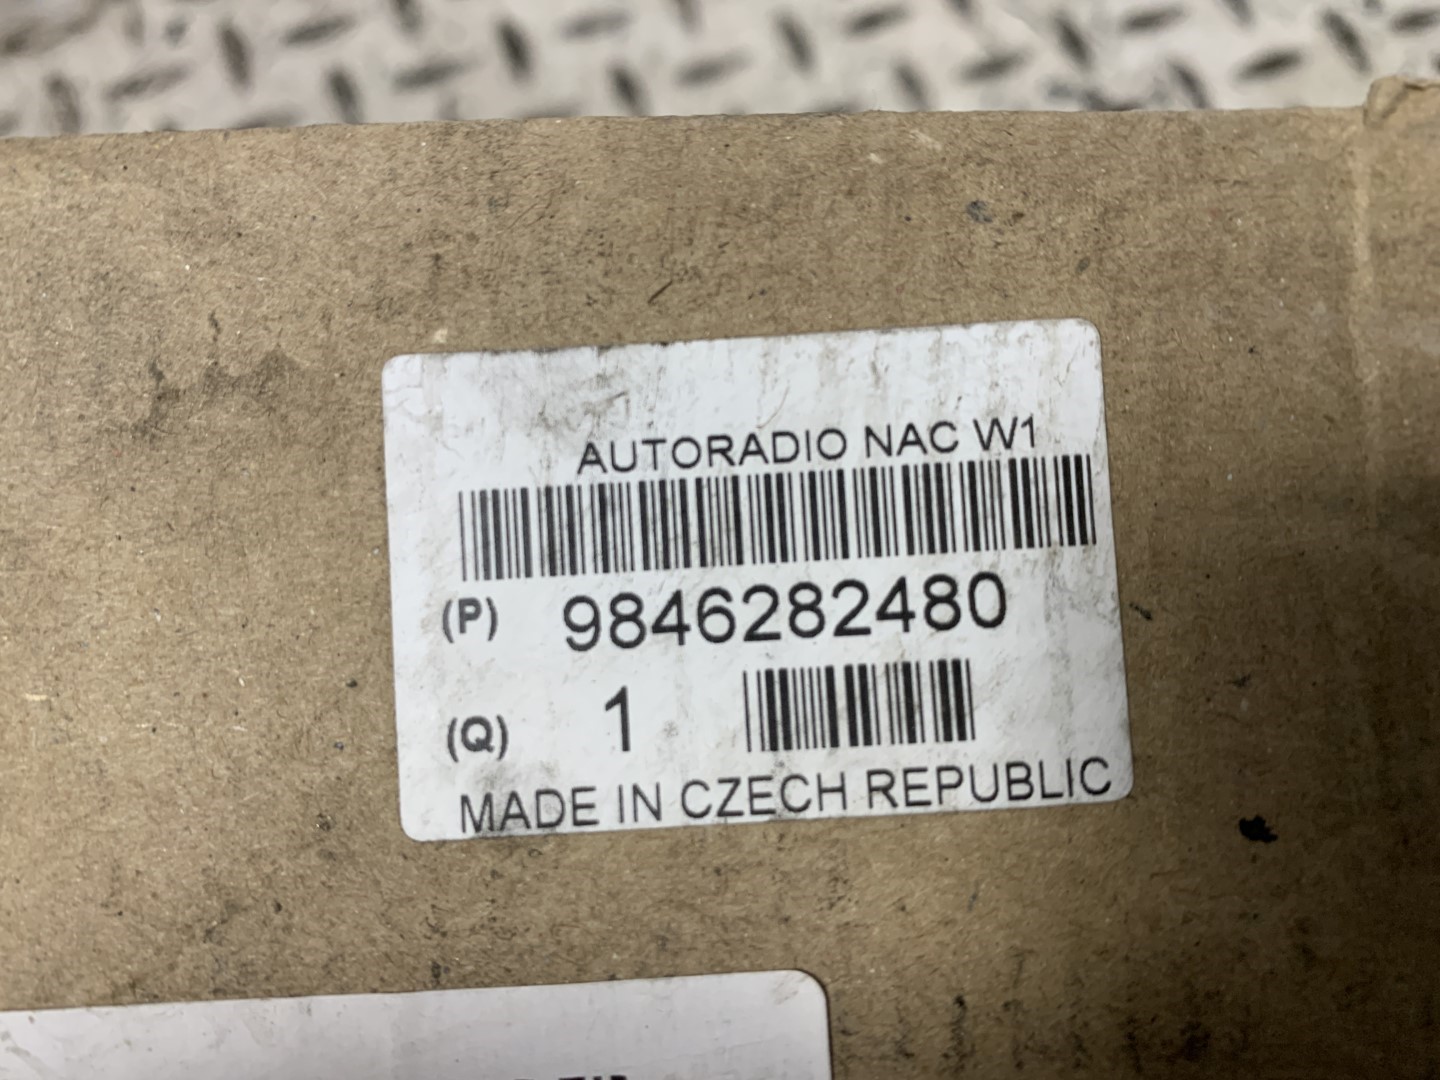 AUTORADIO NAC W1
(P) 9846282480
(Q) 1
MADE IN CZECH REPUBLIC